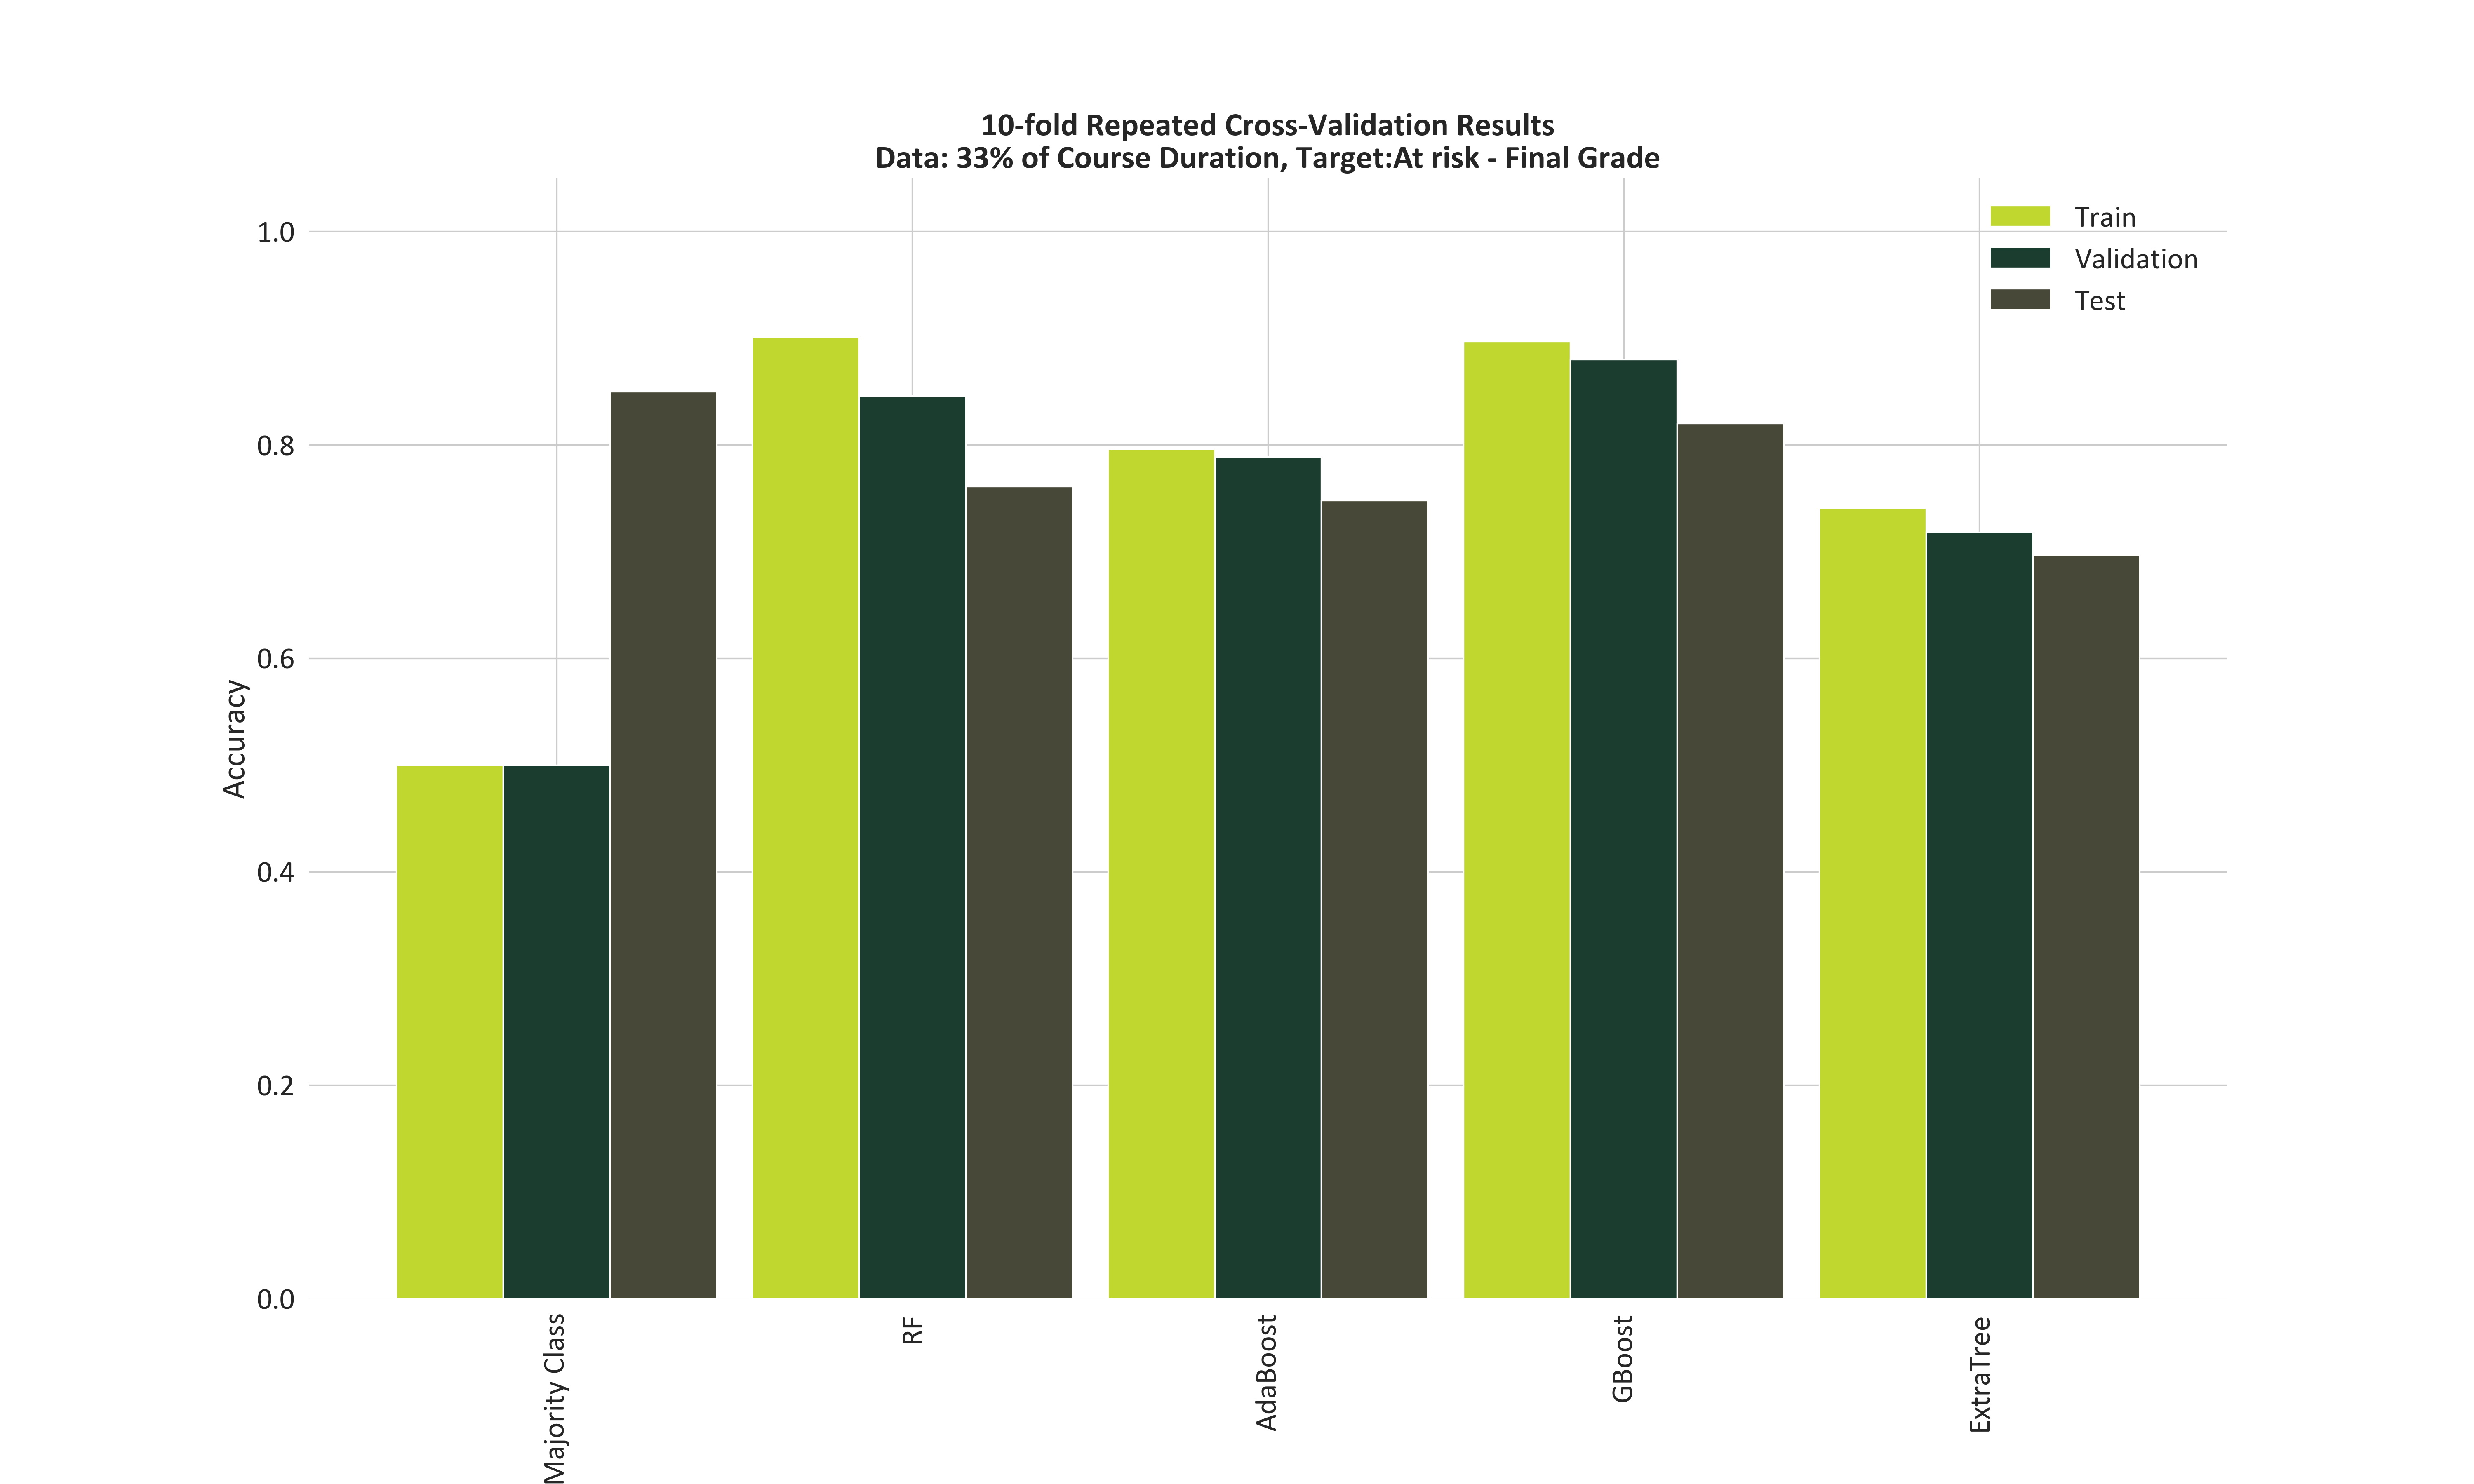 10-fold Repeated Cross-Validation Results
Data: 33% of Course Duration, Target:At risk - Final Grade
Train
Validation
Test
Accuracy
1.0
0.8
0.6
0.4
0.2
0.0
Majority Class
RF
AdaBoost
GBoost
ExtraTree